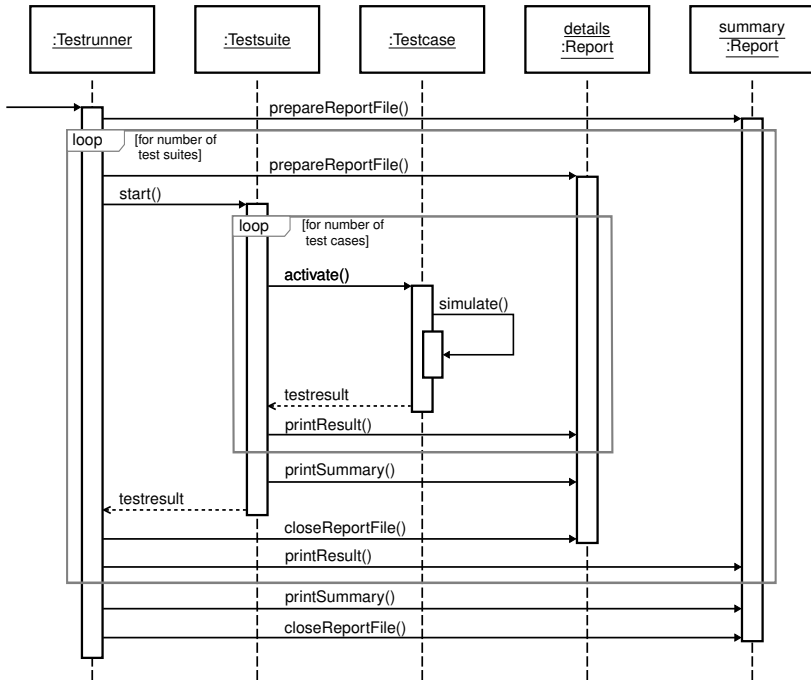 :Testrunner
:Testsuite
:Testcase
details
:Report
summary
:Report
prepareReportFile()
loop
[for number of
test suites]
prepareReportFile()
start()
loop
[for number of
test cases]
activate()
simulate()
testresult
printResult()
printSummary()
testresult
closeReportFile()
printResult()
printSummary()
closeReportFile()